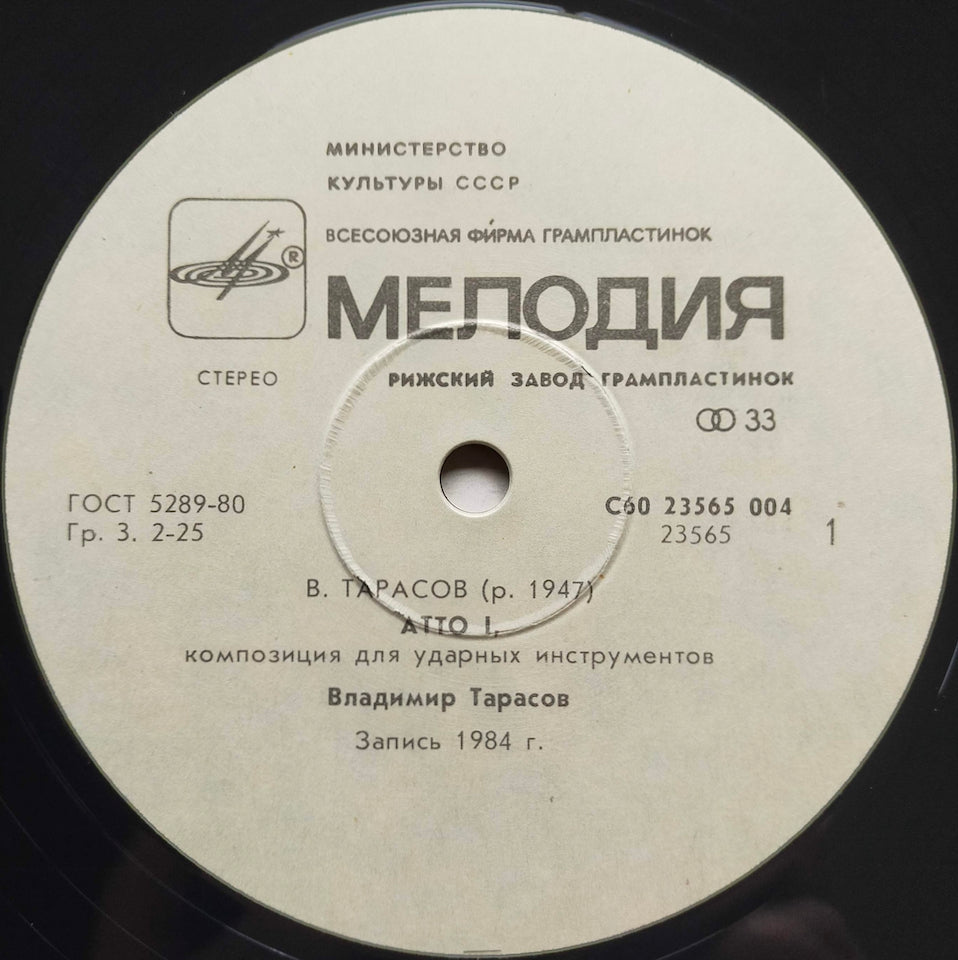 МИНИСТЕРСТВО
КУЛЬТУРЫ СССР
ВСЕСОЮЗНАЯ ФИРМА ГРАМПЛАСТИНОК
®
МЕЛОДИЯ
СТЕРЕО РИЖСКИЙ ЗАВОД ГРАМПЛАСТИНОК
33
ГОСТ 5289-80 С60 23565 004
Гр. 3. 2-25 23565 1
В. ТАРАСОВ (р. 1947)
АТТО I,
композиция для ударных инструментов
Владимир Тарасов
Запись 1984 г.